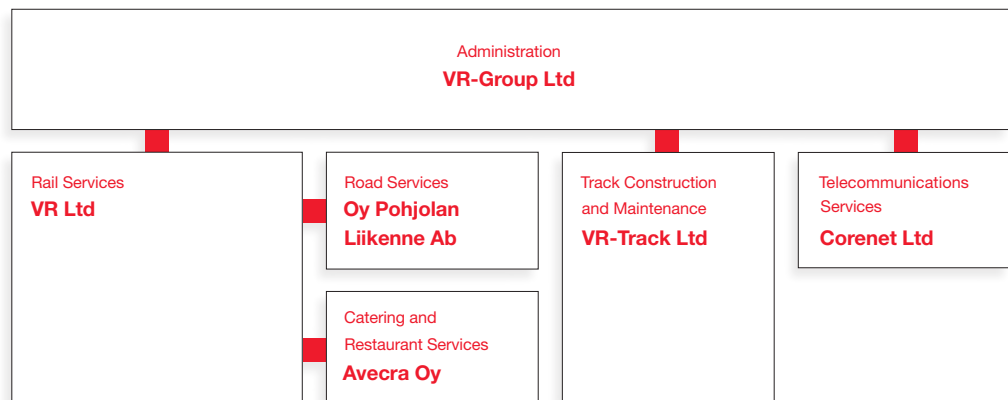 Administration
VR-Group Ltd
Rail Services
VR Ltd
Road Services
Oy Pohjolan
Liikenne Ab
Catering and
Restaurant Services
Avecra Oy
Track Construction
and Maintenance
VR-Track Ltd
Telecommunications
Services
Corenet Ltd